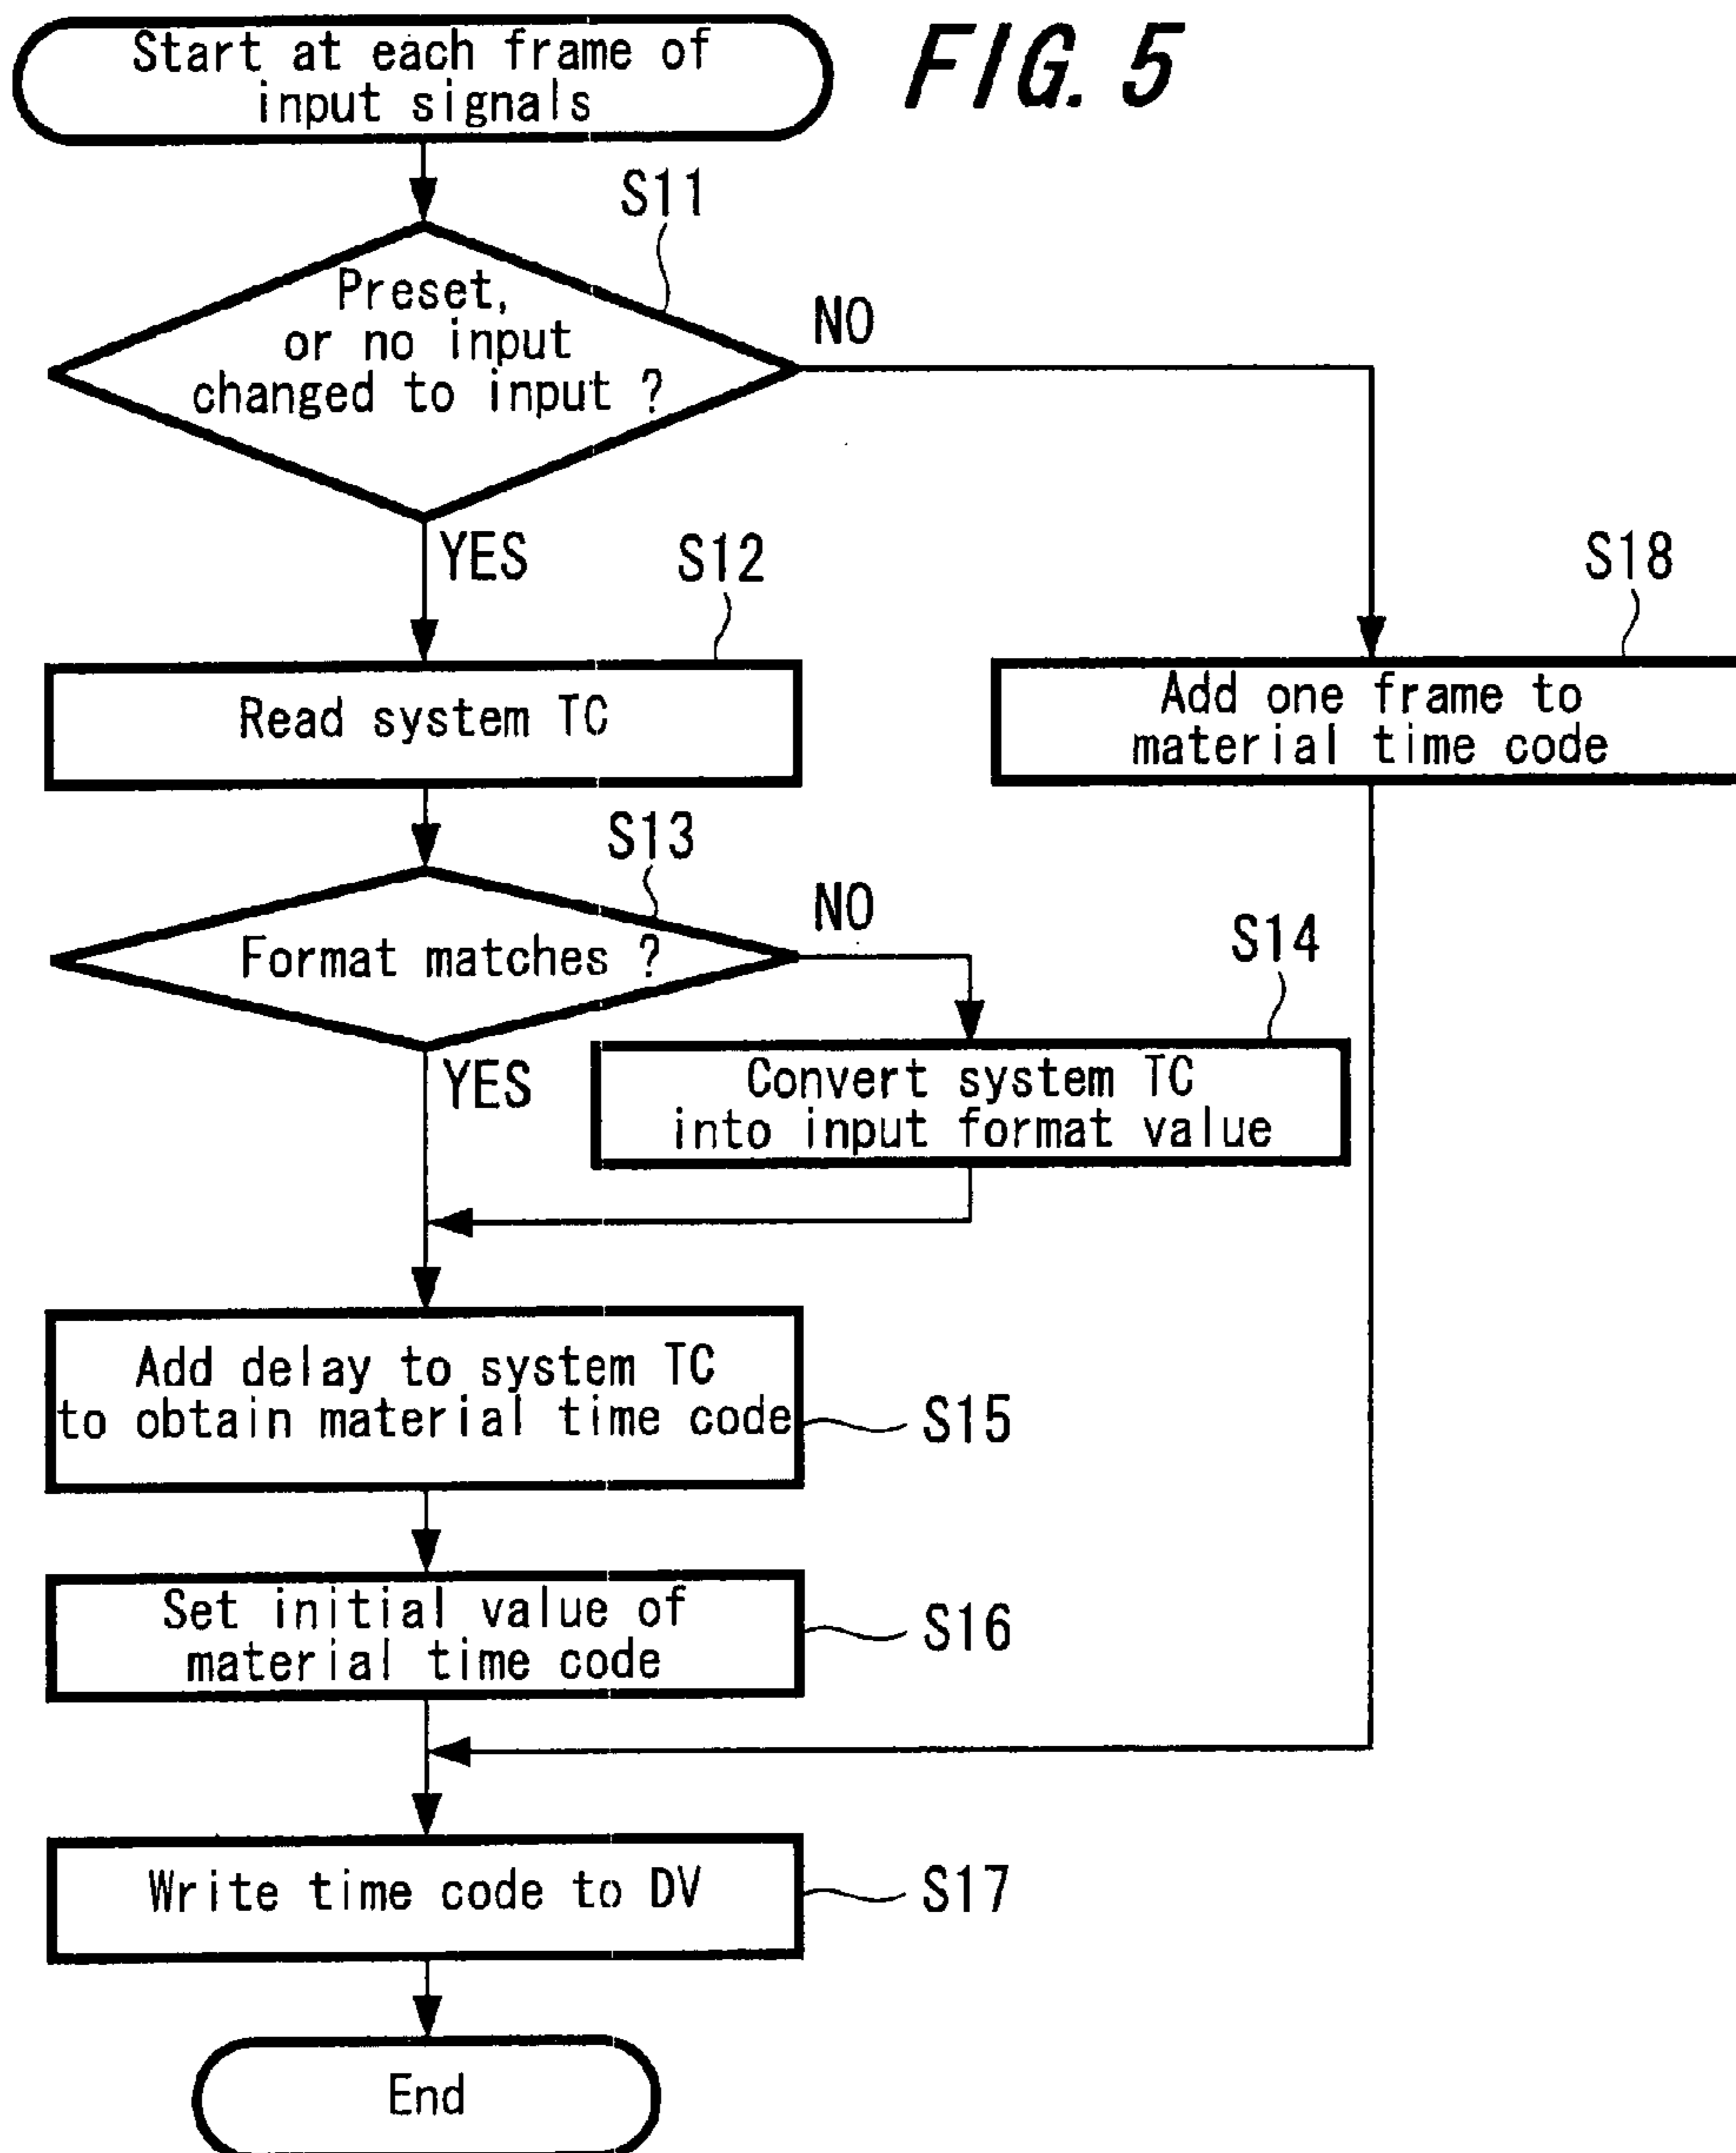 FIG. 5
Start at each frame of
input signals
S11
Preset,
or no input
changed to input ?
NO
YES
S12
S18
Read system TC
Add one frame to
material time code
S13
Format matches ?
NO
S14
YES
Convert system TC
into input format value
Add delay to system TC
to obtain material time code
S15
Set initial value of
material time code
S16
Write time code to DV
S17
End